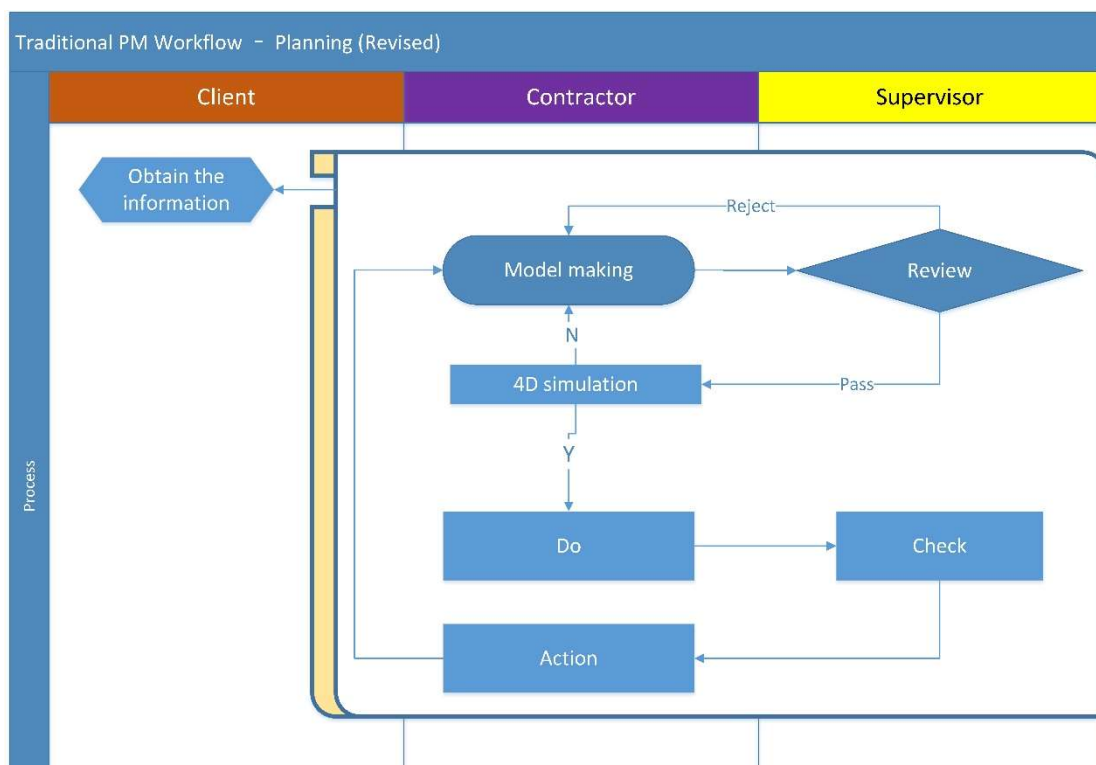 Traditional PM Workflow － Planning (Revised)
Client
Contractor
Supervisor
Obtain the
information
Reject
Model making
Review
N
4D simulation
Pass
Y
Process
Do
Check
Action